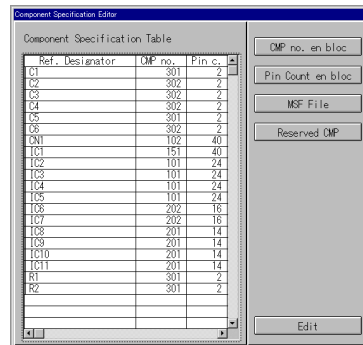 Component Specification Editor
Component Specification Table
Ref. Designator CMP no. Pin c.
C1 301 2
C2 302 2
C3 302 2
C4 302 2
C5 301 2
C6 302 2
CN1 102 40
IC1 151 40
IC2 101 24
IC3 101 24
IC4 101 24
IC5 101 24
IC6 202 16
IC7 202 16
IC8 201 14
IC9 201 14
IC10 201 14
IC11 201 14
R1 301 2
R2 301 2
CMP no. en bloc
Pin Count en bloc
MSF File
Reserved CMP
Edit